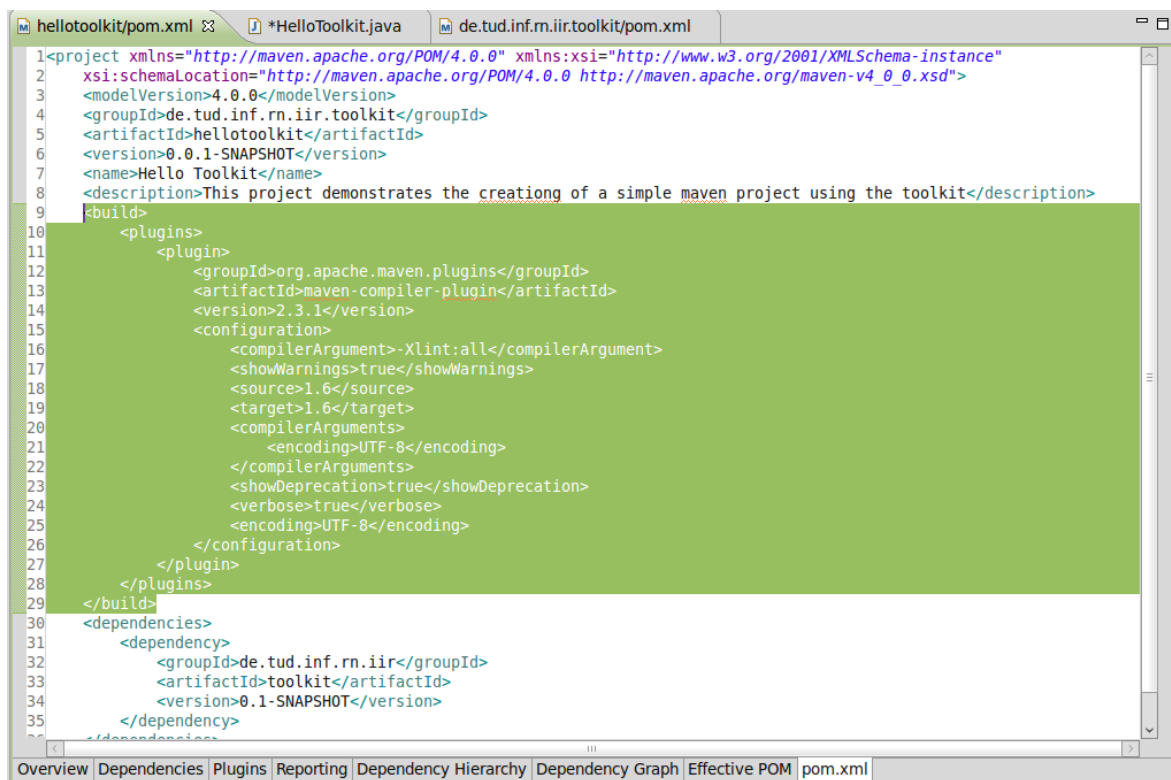 hellotoolkit/pom.xml *HelloToolkit.java de.tud.inf.rn.iir.toolkit/pom.xml
1 <project xmlns="http://maven.apache.org/POM/4.0.0" xmlns:xsi="http://www.w3.org/2001/XMLSchema-instance"
2 xsi:schemaLocation="http://maven.apache.org/POM/4.0.0 http://maven.apache.org/maven-v4_0_0.xsd">
3 <modelVersion>4.0.0</modelVersion>
4 <groupId>de.tud.inf.rn.iir.toolkit</groupId>
5 <artifactId>hellotoolkit</artifactId>
6 <version>0.0.1-SNAPSHOT</version>
7 <name>Hello Toolkit</name>
8 <description>This project demonstrates the creationg of a simple maven project using the toolkit</description>
9 <build>
10 <plugins>
11 <plugin>
12 <groupId>org.apache.maven.plugins</groupId>
13 <artifactId>maven-compiler-plugin</artifactId>
14 <version>2.3.1</version>
15 <configuration>
16 <compilerArgument>-Xlint:all</compilerArgument>
17 <showWarnings>true</showWarnings>
18 <source>1.6</source>
19 <target>1.6</target>
20 <compilerArguments>
21 <encoding>UTF-8</encoding>
22 </compilerArguments>
23 <showDeprecation>true</showDeprecation>
24 <verbose>true</verbose>
25 <encoding>UTF-8</encoding>
26 </configuration>
27 </plugin>
28 </plugins>
29 </build>
30 <dependencies>
31 <dependency>
32 <groupId>de.tud.inf.rn.iir</groupId>
33 <artifactId>toolkit</artifactId>
34 <version>0.1-SNAPSHOT</version>
35 </dependency>
36 </dependencies>
Overview Dependencies Plugins Reporting Dependency Hierarchy Dependency Graph Effective POM pom.xml